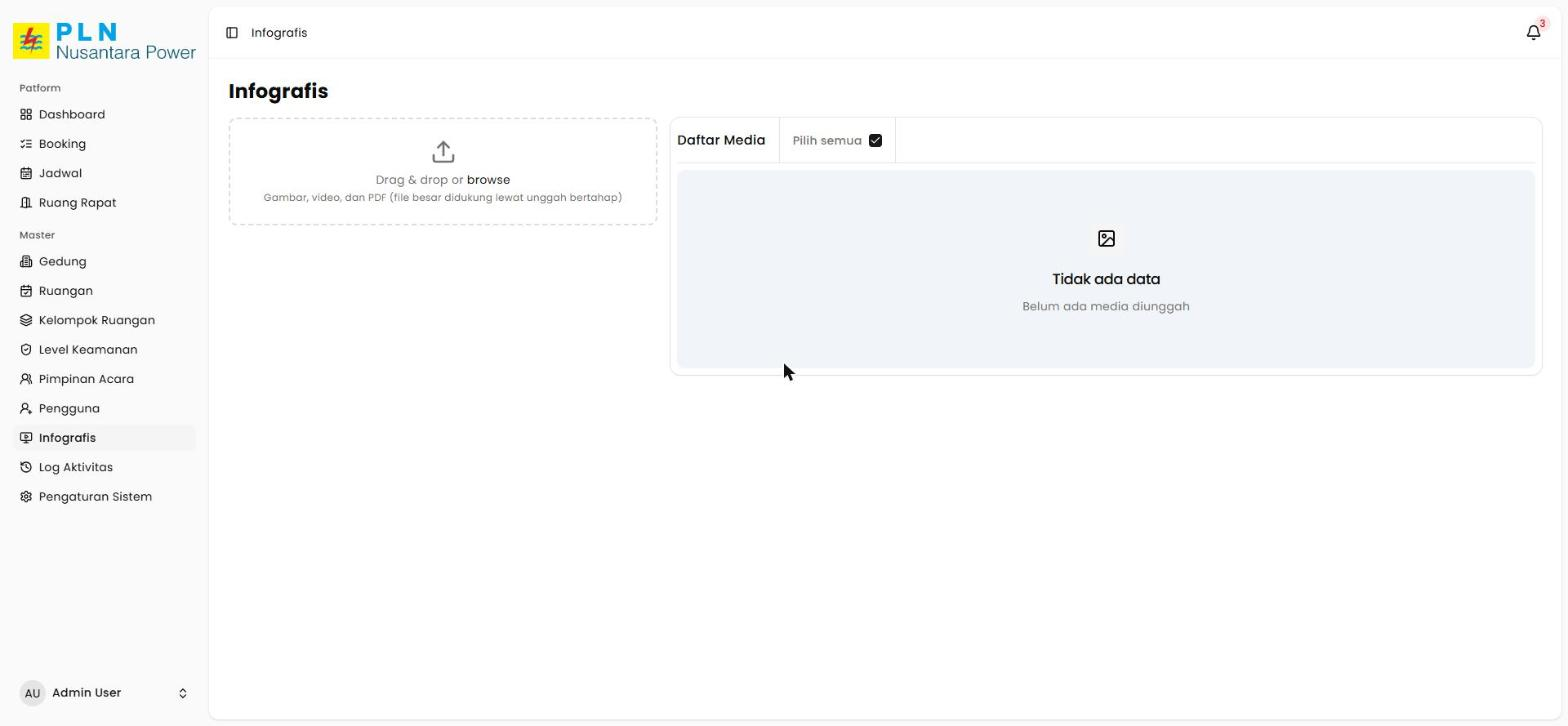 PLN
Nusantara Power
Patform
Dashboard
Booking
Jadwal
Ruang Rapat
Master
Gedung
Ruangan
Kelompok Ruangan
Level Keamanan
Pimpinan Acara
Pengguna
Infografis
Log Aktivitas
Pengaturan Sistem
AU Admin User
Infografis
3
Infografis
Drag & drop or browse
Gambar, video, dan PDF (file besar didukung lewat unggah bertahap)
Daftar Media
Pilih semua
Tidak ada data
Belum ada media diunggah